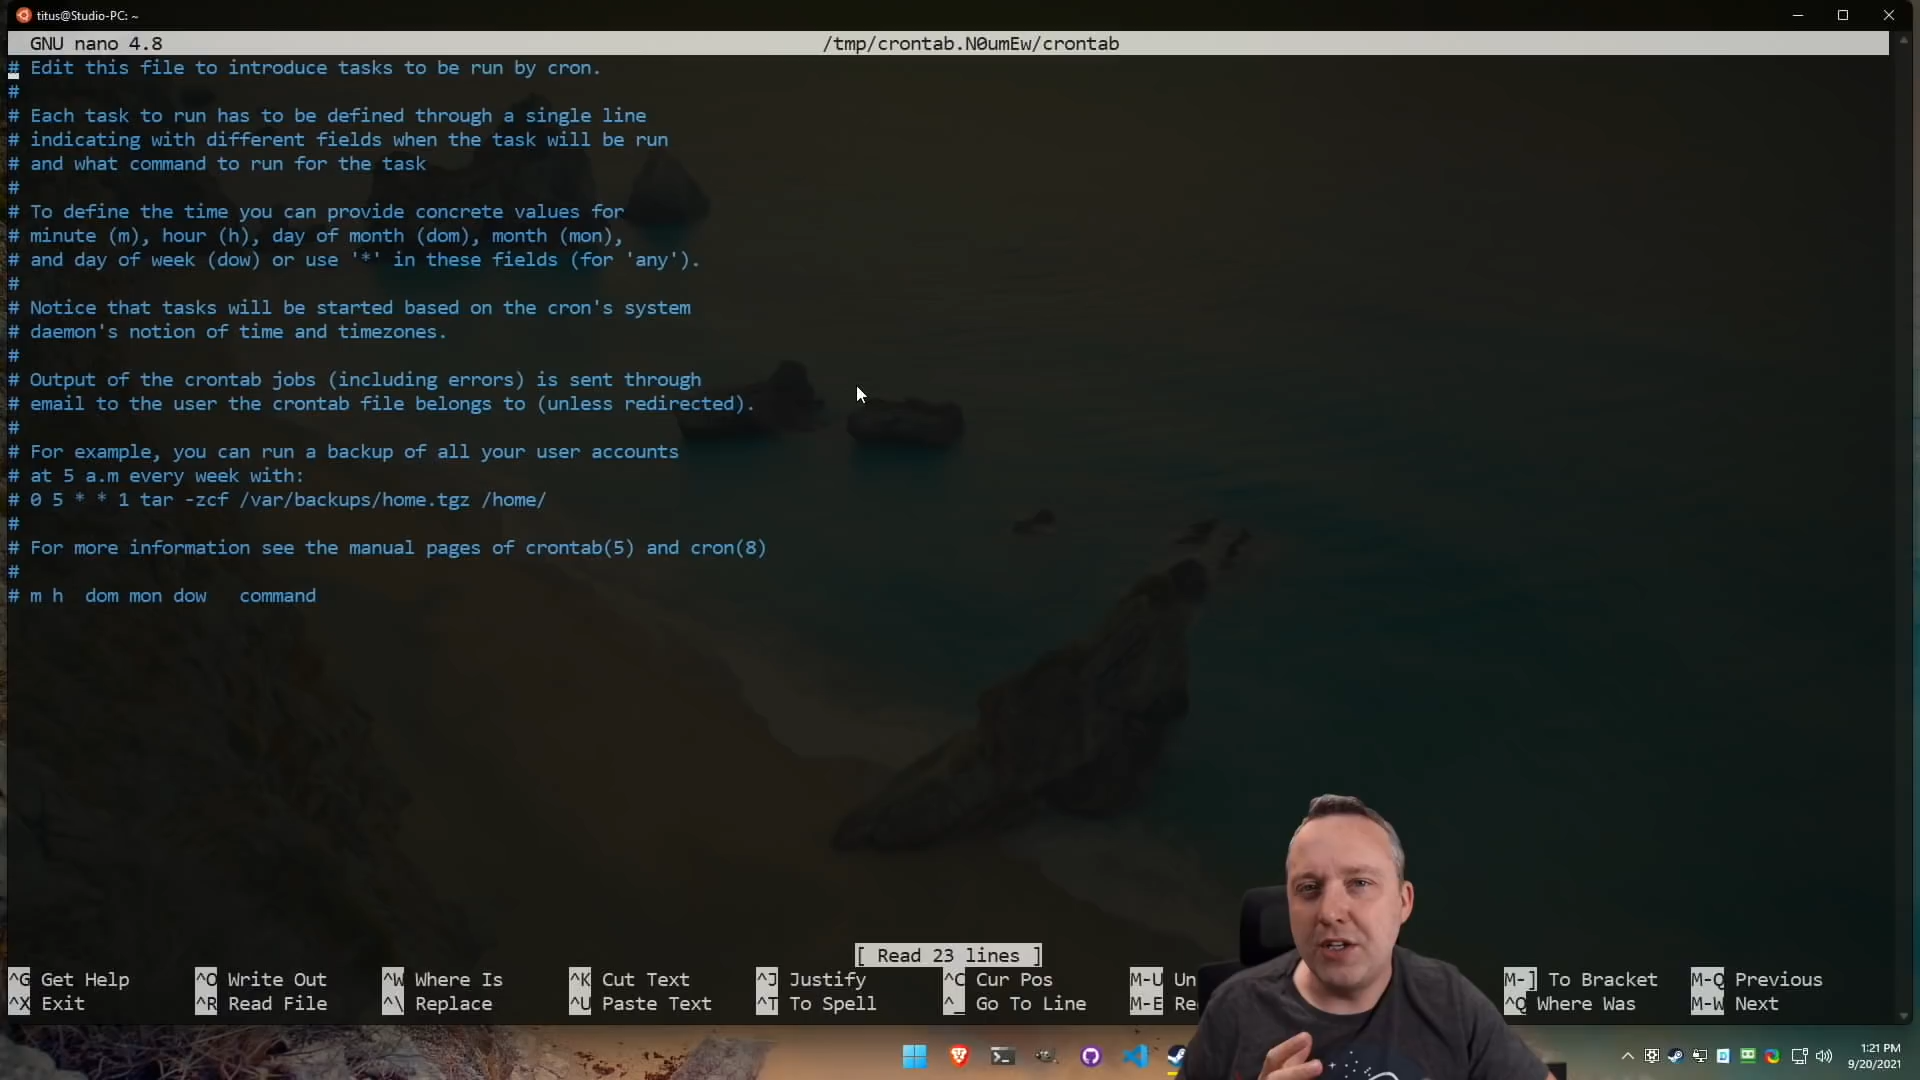 titus@Studio-PC: ~
GNU nano 4.8 /tmp/crontab.N0umEw/crontab
# Edit this file to introduce tasks to be run by cron.
#
# Each task to run has to be defined through a single line
# indicating with different fields when the task will be run
# and what command to run for the task
#
# To define the time you can provide concrete values for
# minute (m), hour (h), day of month (dom), month (mon),
# and day of week (dow) or use '*' in these fields (for 'any').
#
# Notice that tasks will be started based on the cron's system
# daemon's notion of time and timezones.
#
# Output of the crontab jobs (including errors) is sent through
# email to the user the crontab file belongs to (unless redirected).
#
# For example, you can run a backup of all your user accounts
# at 5 a.m every week with:
# 0 5 * * 1 tar -zcf /var/backups/home.tgz /home/
#
# For more information see the manual pages of crontab(5) and cron(8)
#
# m h  dom mon dow   command
[ Read 23 lines ]
^G Get Help ^O Write Out ^W Where Is ^K Cut Text ^J Justify ^C Cur Pos M-U Un M-] To Bracket M-Q Previous
^X Exit ^R Read File ^\ Replace ^U Paste Text ^T To Spell ^_ Go To Line M-E Re ^Q Where Was M-W Next
1:21 PM
9/20/2021